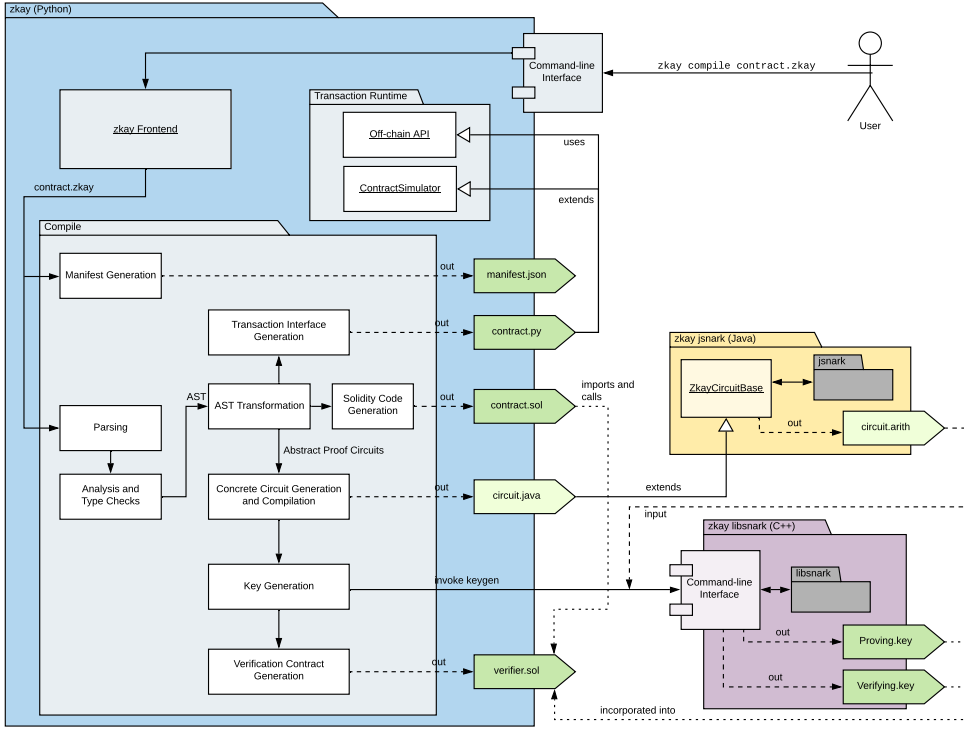 zkay (Python)
Command-line
Interface
zkay compile contract.zkay
User
Transaction Runtime
zkay Frontend
Off-chain API
uses
ContractSimulator
contract.zkay
extends
Compile
Manifest Generation
out
manifest.json
Transaction Interface
Generation
out
contract.py
zkay jsnark (Java)
jsnark
ZkayCircuitBase
imports and
calls
AST
AST Transformation
Solidity Code
Generation
out
contract.sol
out
circuit.arith
Parsing
Abstract Proof Circuits
Analysis and
Type Checks
Concrete Circuit Generation
and Compilation
out
circuit.java
extends
input
zkay libsnark (C++)
Command-line
Interface
libsnark
Key Generation
invoke keygen
out
Proving.key
Verification Contract
Generation
out
verifier.sol
out
Verifying.key
incorporated into